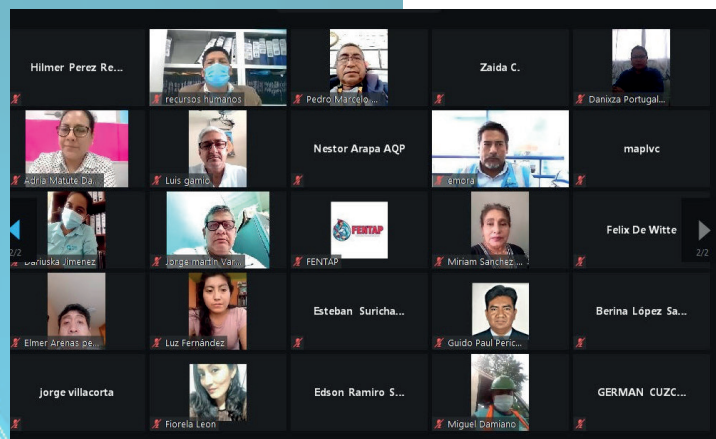 Hilmer Perez Re...
recursos humanos
Pedro Marcelo ...
Zaida C.
Danixza Portugal...
Adria Matute Da...
Luis gamio
Nestor Arapa AQP
emora
maplvc
Dariuska Jimenez
Jorge martin Var...
FENTAP
FENTAP
Miriam Sanchez ...
Felix De Witte
2/2
2/2
Elmer Arenas pe...
Luz Fernández
Esteban Suricha...
Guido Paul Peric...
Berina López Sa...
jorge villacorta
Fiorela Leon
Edson Ramiro S...
Miguel Damiano
GERMAN CUZC...